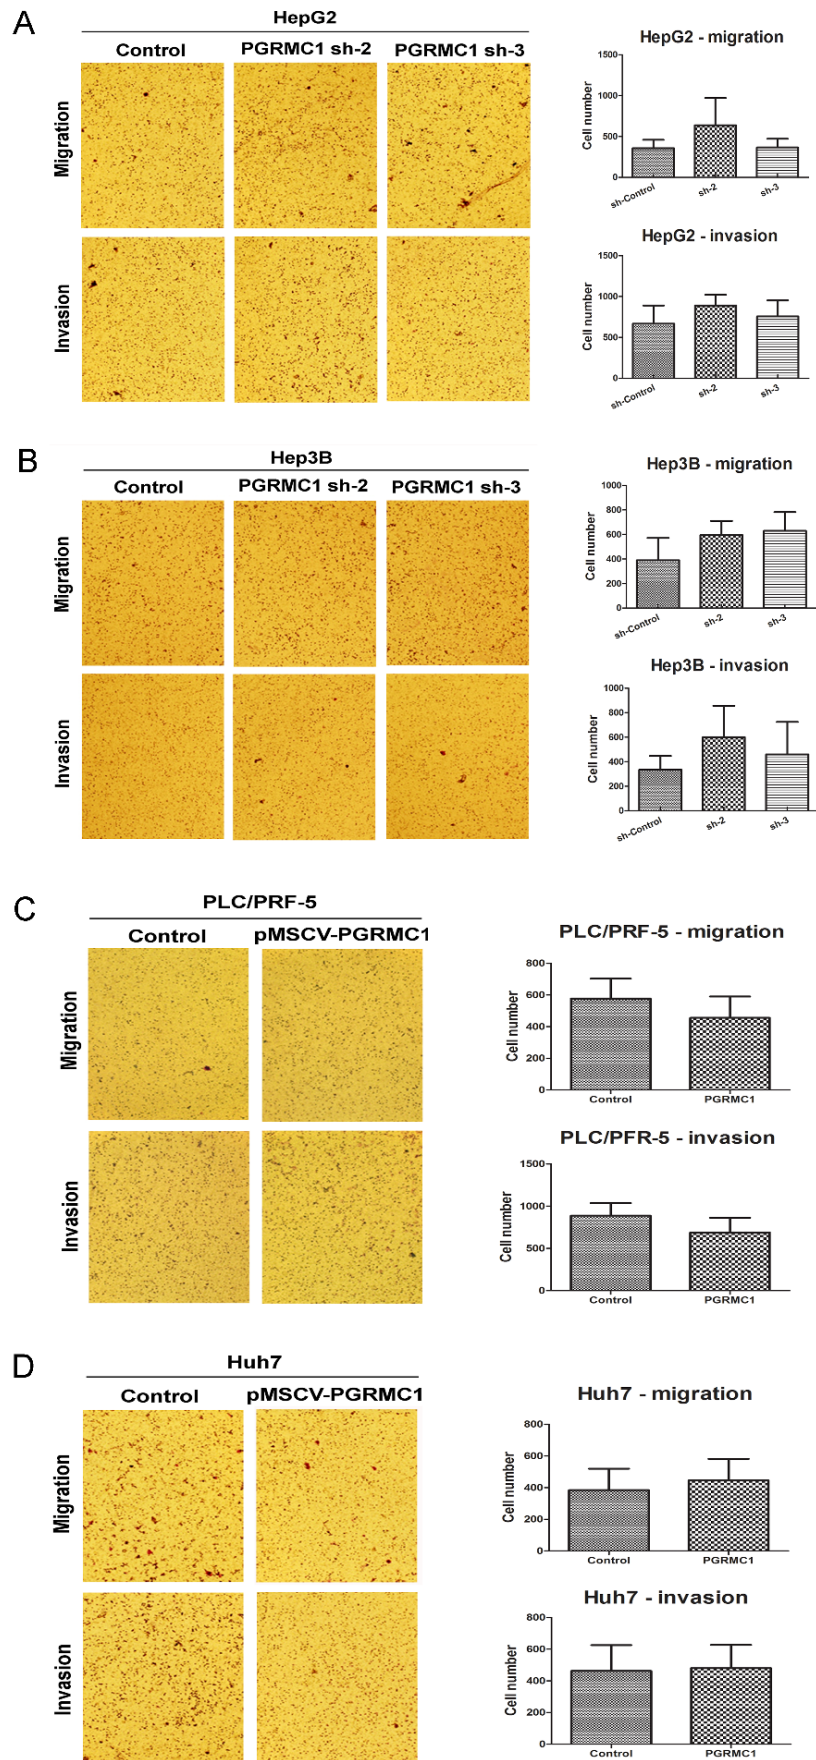 A
HepG2
Control PGRMC1 sh-2 PGRMC1 sh-3
Migration
Invasion
HepG2 - migration
Cell number
1500
1000
500
0
sh-Control sh-2 sh-3
HepG2 - invasion
Cell number
1500
1000
500
0
sh-Control sh-2 sh-3
B
Hep3B
Control PGRMC1 sh-2 PGRMC1 sh-3
Migration
Invasion
Hep3B - migration
Cell number
1000
800
600
400
200
0
sh-Control sh-2 sh-3
Hep3B - invasion
Cell number
1000
800
600
400
200
0
sh-Control sh-2 sh-3
C
PLC/PRF-5
Control pMSCV-PGRMC1
Migration
Invasion
PLC/PRF-5 - migration
Cell number
800
600
400
200
0
Control PGRMC1
PLC/PFR-5 - invasion
Cell number
1500
1000
500
0
Control PGRMC1
D
Huh7
Control pMSCV-PGRMC1
Migration
Invasion
Huh7 - migration
Cell number
800
600
400
200
0
Control PGRMC1
Huh7 - invasion
Cell number
800
600
400
200
0
Control PGRMC1